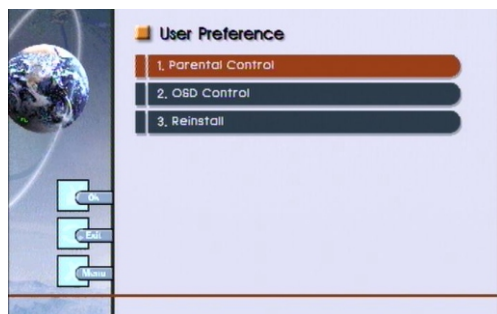 User Preference
1. Parental Control
2. OSD Control
3. Reinstall
Ok
Exit
Menu